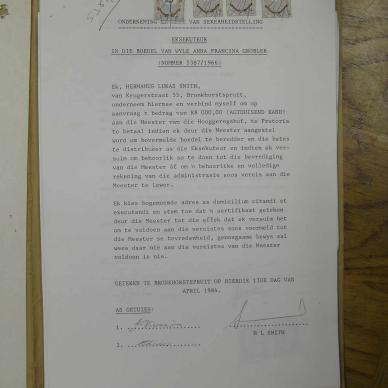 ONDERNEMING VAN SEKERHEIDSTELLING
EKSEKUTEUR
IN DIE BOEDEL VAN WYLE ANNA FRANCINA GROBLER
(NOMMER 5387/1966)
Ek, HERMANUS LUKAS SMITH,
van Krugerstraat 55, Bronkhorstspruit,
onderneem hiermee en verbind myself om op
aanvraag 'n bedrag van R8 000,00 (AGTDUISEND RAND)
aan die Meester van die Hooggeregshof, te Pretoria
te betaal indien ek deur die Meester aangestel
word om bovermelde boedel te beredder en die bates
te distribueer as die Eksekuteur en indien ek ver-
suim om behoorlik so te doen tot die bevrediging
van die Meester of om 'n behoorlike en volledige
rekening van die administrasie soos vereis aan die
Meester te lewer.
Ek kies bogenoemde adres as domicilium citandi et
executandi en stem toe dat 'n sertifikaat geteken
deur die Meester tot die effek dat ek versuim het
om te voldoen aan die vereistes soos voormeld tot
die Meester se bevredenheid, genoegsame bewys sal
wees daar nie aan die vereistes van die Meester
voldoen is nie.
GETEKEN TE BRONKHORSTSPRUIT OP HIERDIE 13DE DAG VAN
APRIL 1984.
AS GETUIES:
1.
2.
H L SMITH